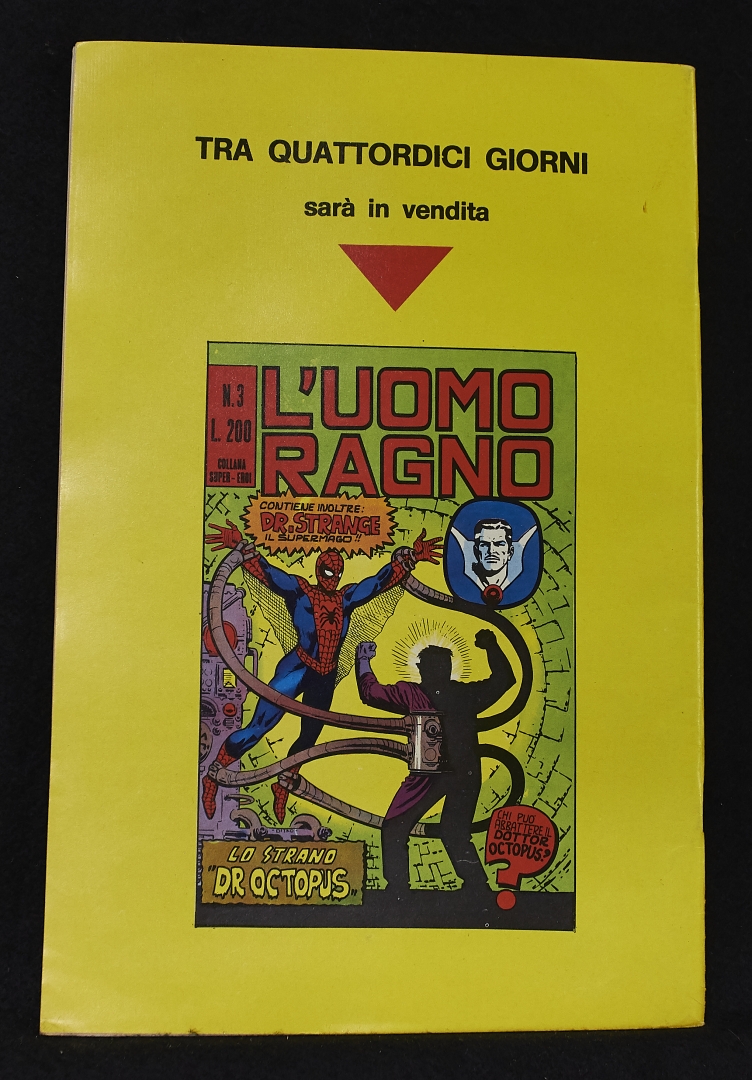 TRA QUATTORDICI GIORNI
sarà in vendita
N.3
L. 200
COLLANA
SUPER-EROI
L'UOMO
RAGNO
CONTIENE INOLTRE:
DR. STRANGE
IL SUPERMAGO!!
CHI PUÒ
ABBATTERE IL
DOTTOR
OCTOPUS?
?
LO STRANO
"DR OCTOPUS"